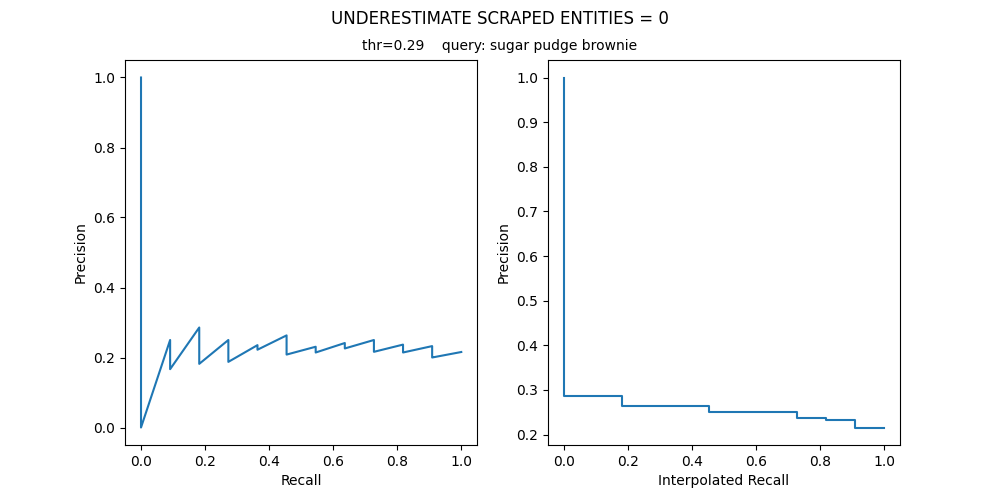 UNDERESTIMATE SCRAPED ENTITIES = 0
thr=0.29    query: sugar pudge brownie
1.0
0.8
0.6
0.4
0.2
0.0
Precision
0.0 0.2 0.4 0.6 0.8 1.0
Recall
1.0
0.9
0.8
0.7
0.6
0.5
0.4
0.3
0.2
Precision
0.0 0.2 0.4 0.6 0.8 1.0
Interpolated Recall